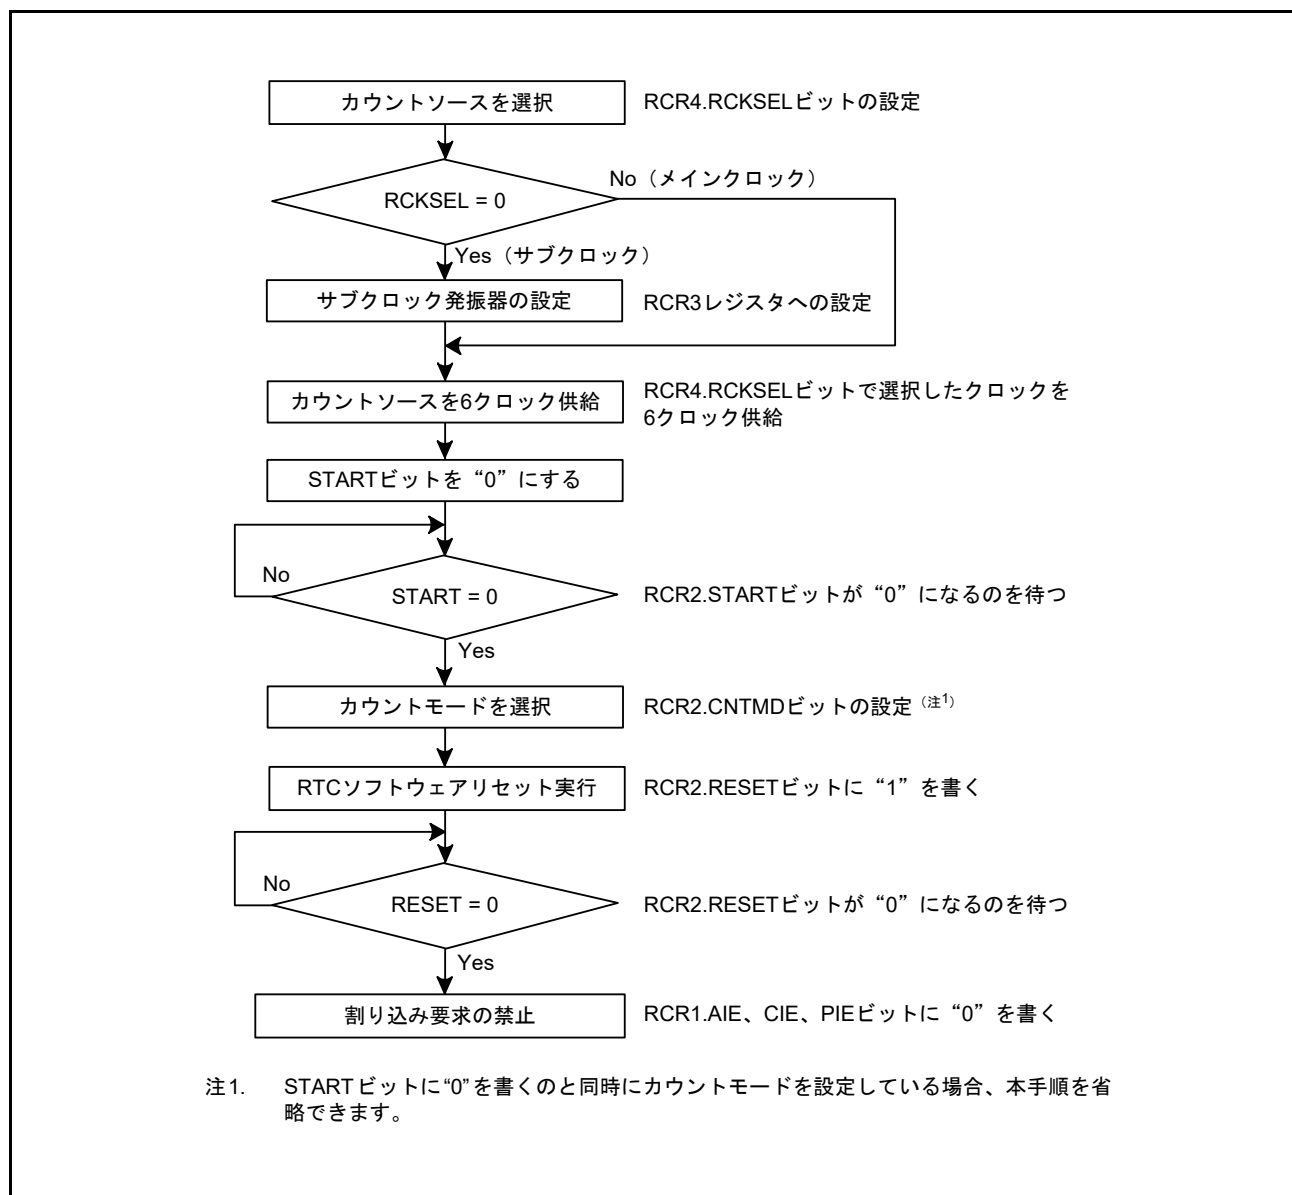 カウントソースを選択
RCR4.RCKSELビットの設定
RCKSEL = 0
No（メインクロック）
Yes（サブクロック）
サブクロック発振器の設定
RCR3レジスタへの設定
カウントソースを6クロック供給
RCR4.RCKSELビットで選択したクロックを
6クロック供給
STARTビットを“0”にする
No
START = 0
RCR2.STARTビットが“0”になるのを待つ
Yes
カウントモードを選択
RCR2.CNTMDビットの設定（注1）
RTCソフトウェアリセット実行
RCR2.RESETビットに“1”を書く
No
RESET = 0
RCR2.RESETビットが“0”になるのを待つ
Yes
割り込み要求の禁止
RCR1.AIE、CIE、PIEビットに“0”を書く
注1. STARTビットに“0”を書くのと同時にカウントモードを設定している場合、本手順を省
略できます。